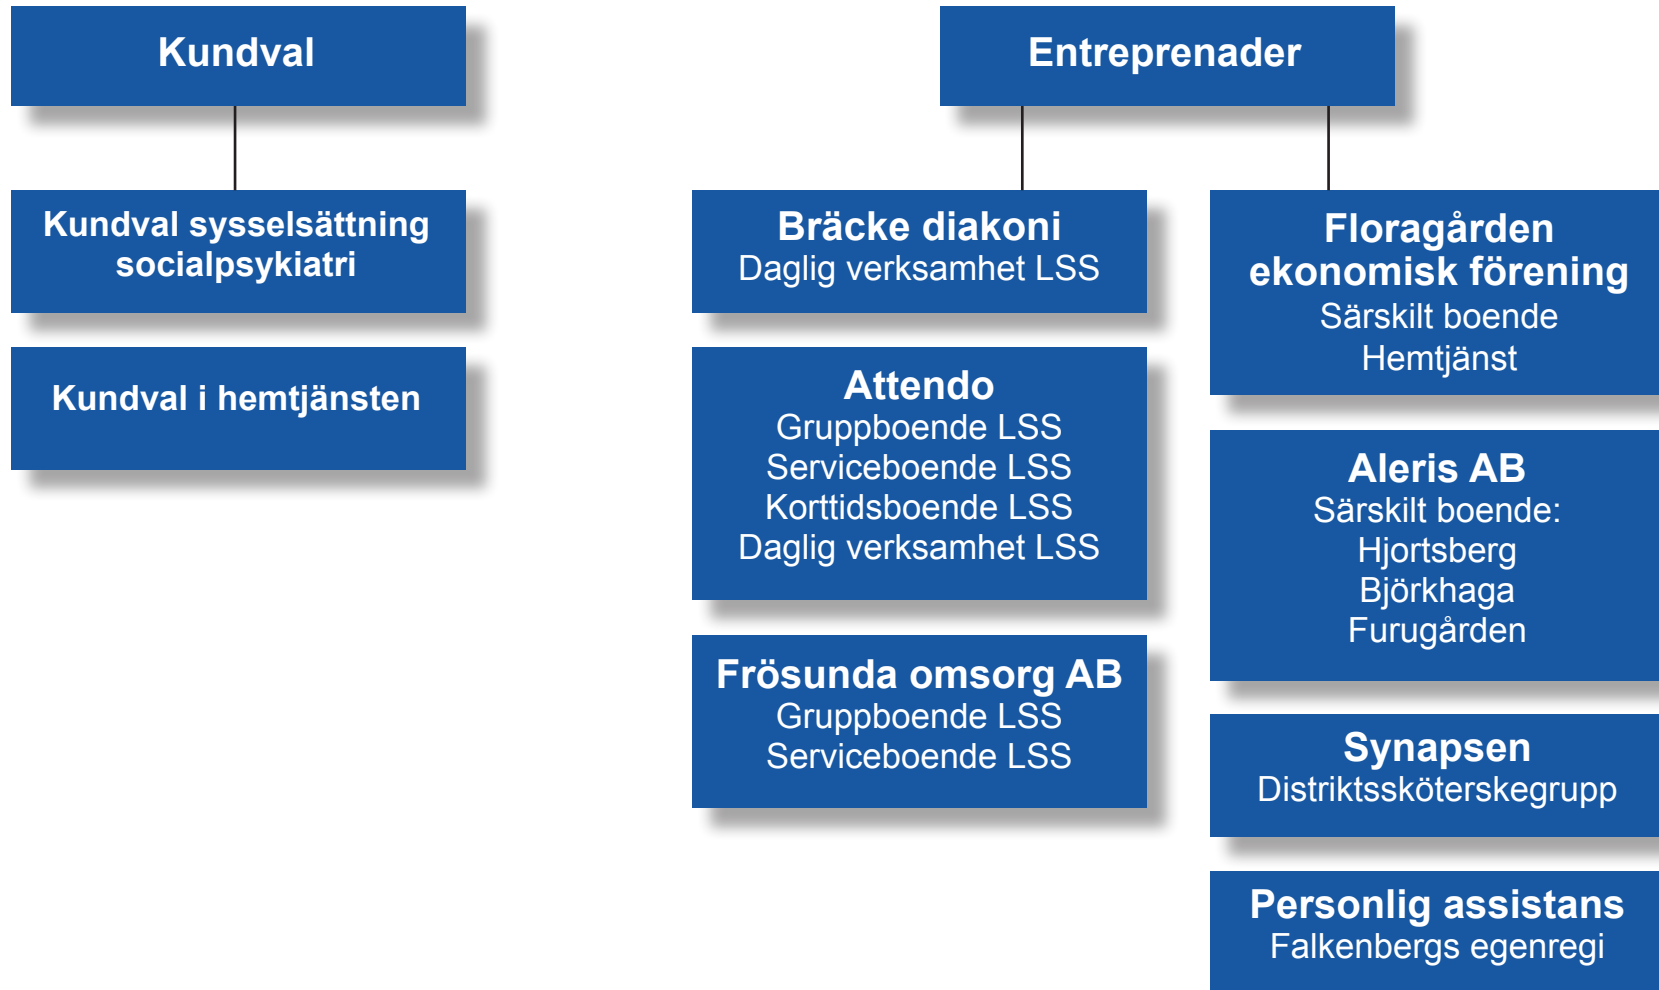 Kundval
Kundval sysselsättning
socialpsykiatri
Kundval i hemtjänsten
Entreprenader
Bräcke diakoni
Daglig verksamhet LSS
Attendo
Gruppboende LSS
Serviceboende LSS
Korttidsboende LSS
Daglig verksamhet LSS
Frösunda omsorg AB
Gruppboende LSS
Serviceboende LSS
Floragården
ekonomisk förening
Särskilt boende
Hemtjänst
Aleris AB
Särskilt boende:
Hjortsberg
Björkhaga
Furugården
Synapsen
Distriktssköterskegrupp
Personlig assistans
Falkenbergs egenregi